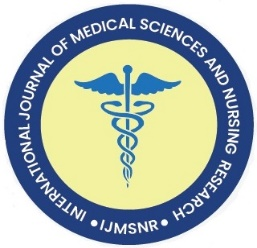 INTERNATIONAL JOURNAL OF MEDICAL SCIENCES AND NURSING RESEARCH
• IJMSNR •